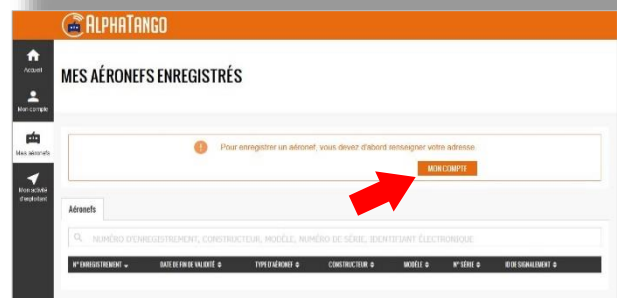 ALPHATANGO
Accueil
MES AÉRONEFS ENREGISTRÉS
Mon compte
Pour enregistrer un aéronef, vous devez d'abord renseigner votre adresse.
Mes aéronefs
MON COMPTE
Mon activité
d'exploitant
Aéronefs
NUMÉRO D'ENREGISTREMENT, CONSTRUCTEUR, MODÈLE, NUMÉRO DE SÉRIE, IDENTIFIANT ÉLECTRONIQUE
N° ENREGISTREMENT DATE DE FIN DE VALIDITÉ TYPE D'AÉRONEF CONSTRUCTEUR MODÈLE N° SÉRIE ID DE SIGNALEMENT